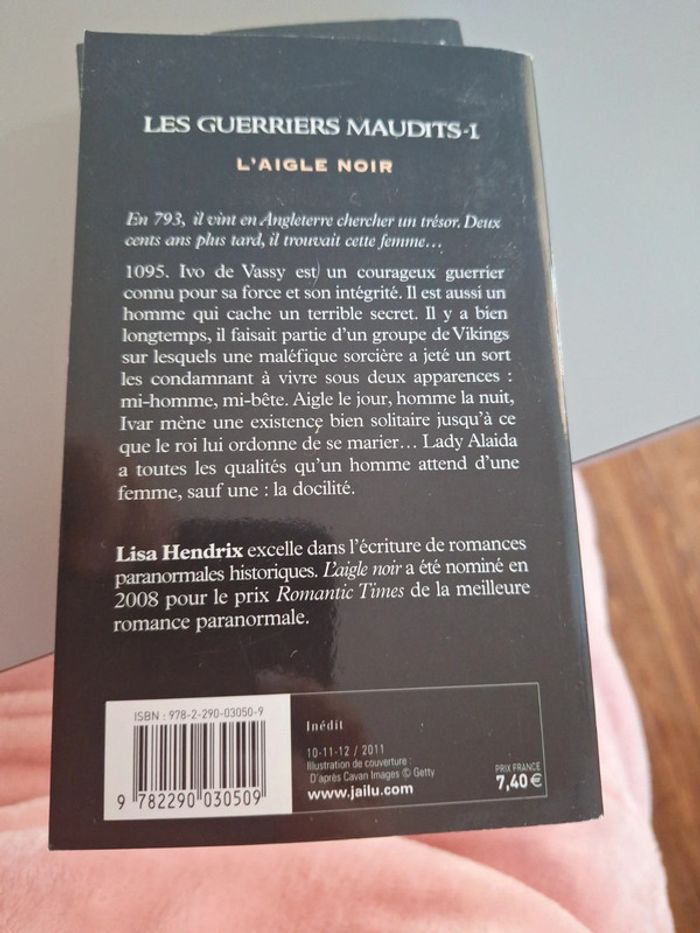 LES GUERRIERS MAUDITS-1
L'AIGLE NOIR
En 793, il vint en Angleterre chercher un trésor. Deux
cents ans plus tard, il trouvait cette femme…
1095. Ivo de Vassy est un courageux guerrier
connu pour sa force et son intégrité. Il est aussi un
homme qui cache un terrible secret. Il y a bien
longtemps, il faisait partie d'un groupe de Vikings
sur lesquels une maléfique sorcière a jeté un sort
les condamnant à vivre sous deux apparences :
mi-homme, mi-bête. Aigle le jour, homme la nuit,
Ivar mène une existence bien solitaire jusqu'à ce
que le roi lui ordonne de se marier… Lady Alaida
a toutes les qualités qu'un homme attend d'une
femme, sauf une : la docilité.
Lisa Hendrix excelle dans l'écriture de romances
paranormales historiques. L'aigle noir a été nominé en
2008 pour le prix Romantic Times de la meilleure
romance paranormale.
ISBN : 978-2-290-03050-9
9 782290 030509
Inédit
10-11-12 / 2011
Illustration de couverture :
D'après Cavan Images © Getty
www.jailu.com
PRIX FRANCE
7,40 €